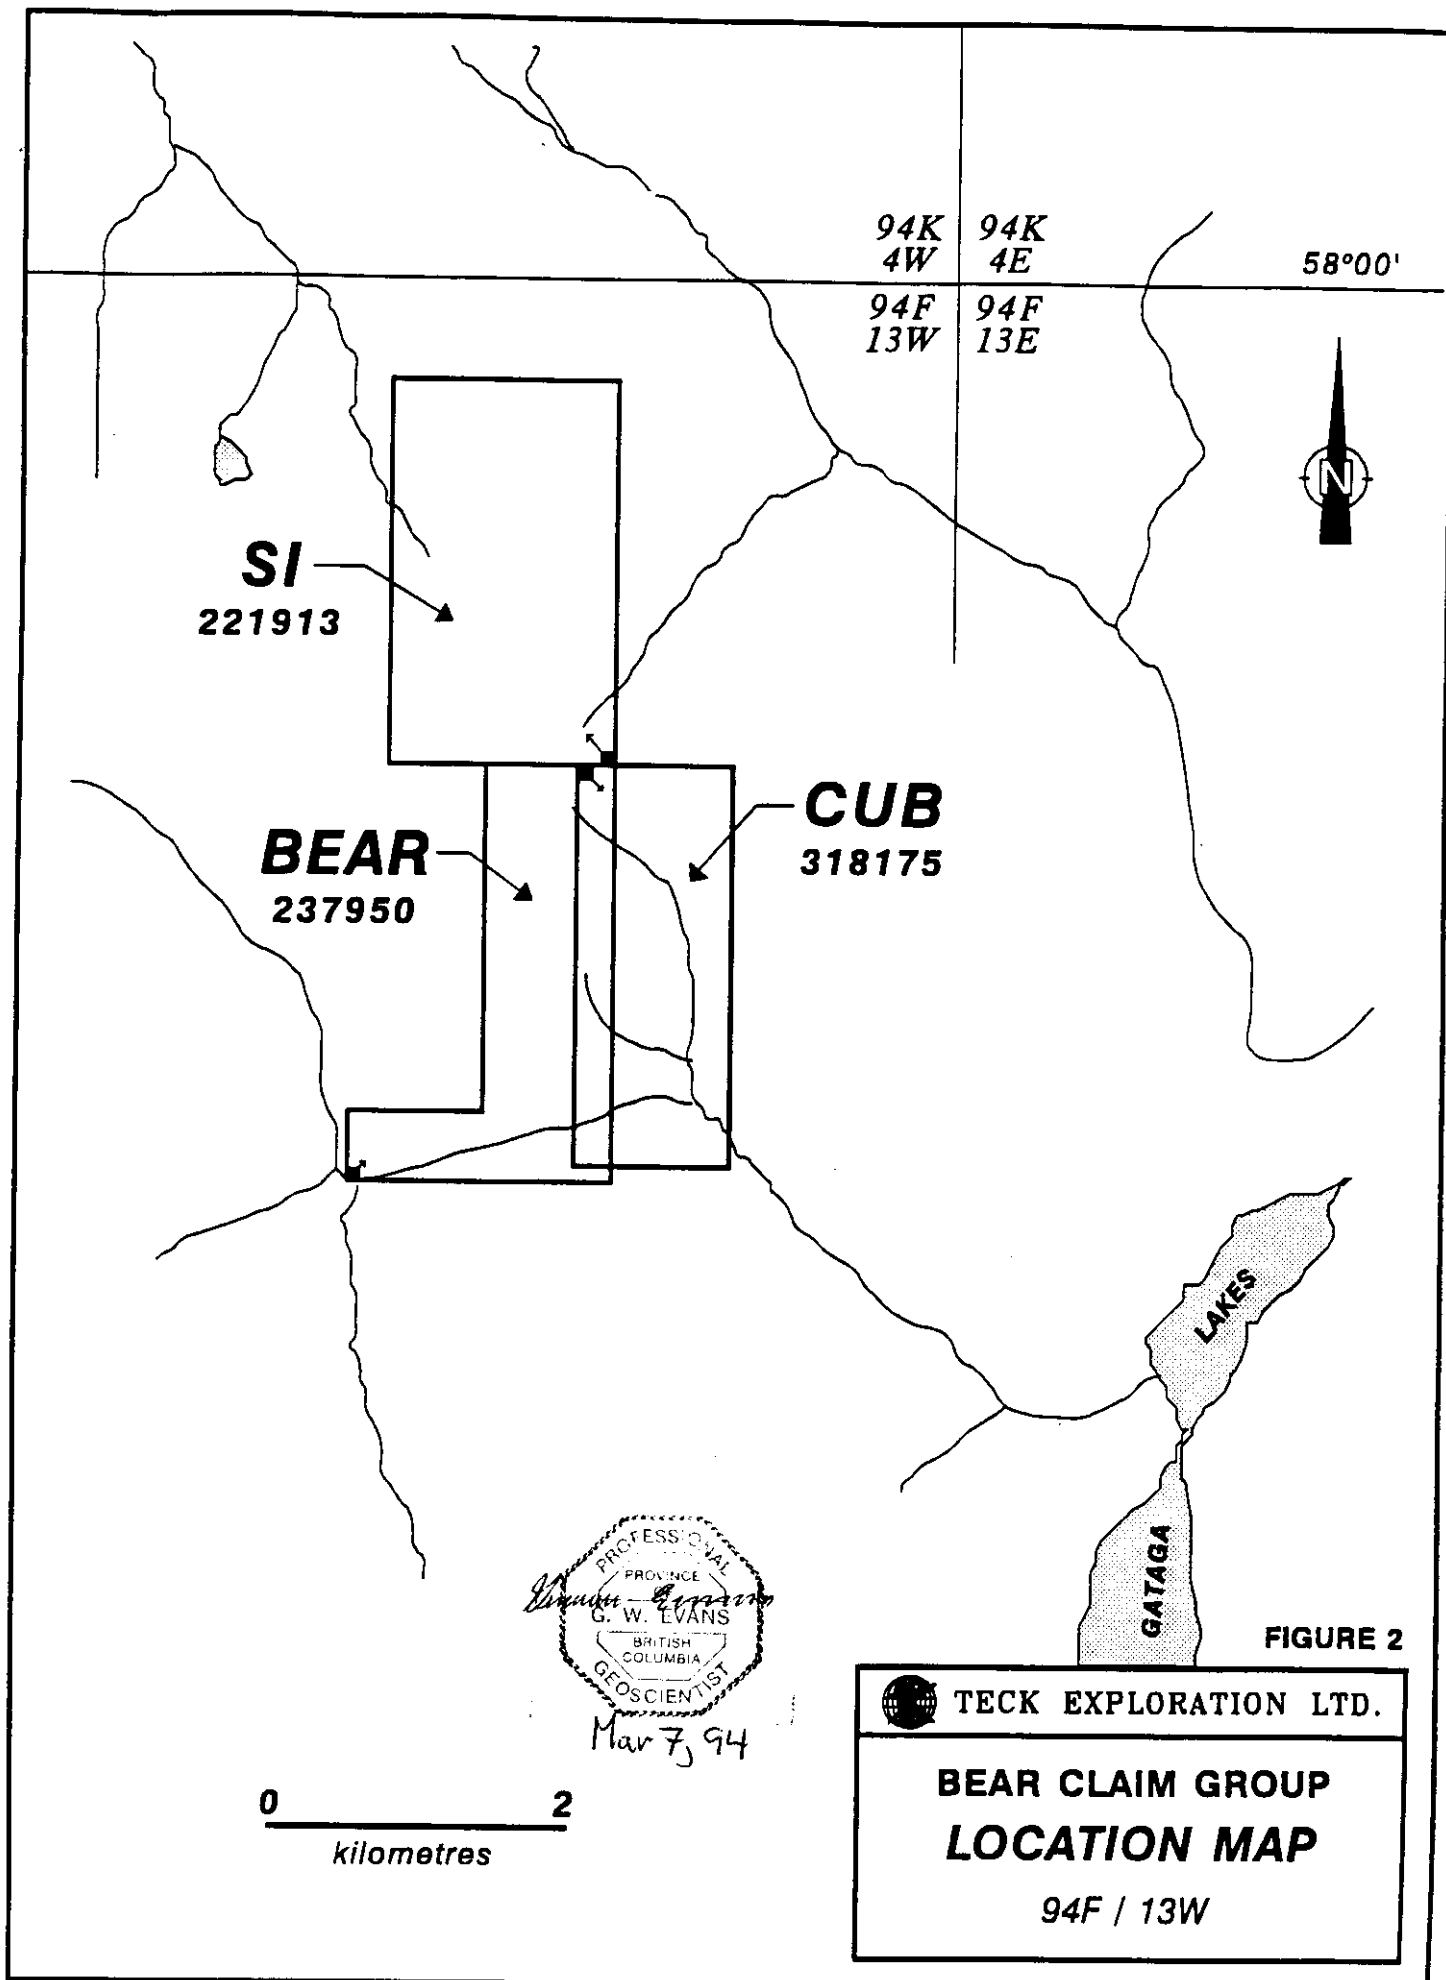 94K 94K
4W 4E
58°00'
94F 94F
13W 13E
N
SI
221913
CUB
318175
BEAR
237950
LAKES
GATAGA
PROFESSIONAL
PROVINCE
G. W. EVANS
BRITISH
COLUMBIA
GEOSCIENTIST
Mar 7, 94
FIGURE 2
TECK EXPLORATION LTD.
BEAR CLAIM GROUP
LOCATION MAP
94F / 13W
0 2
kilometres